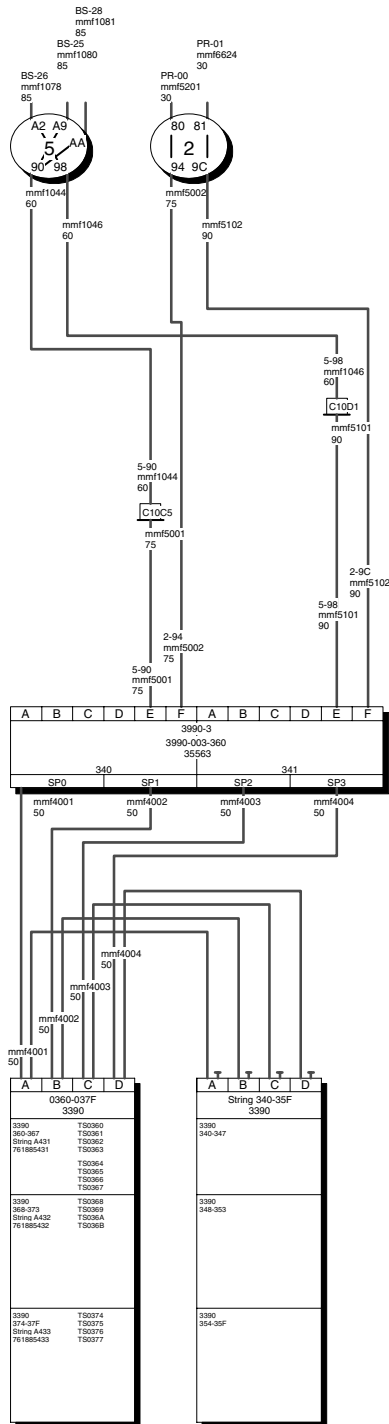 BS-28
mmf1081
85
BS-25
mmf1080
85
BS-26
mmf1078
85
PR-01
mmf6624
30
PR-00
mmf5201
30
A2 A9
AA
5
90 98
80 81
2
94 9C
mmf1044
60
mmf1046
60
mmf5002
75
mmf5102
90
5-98
mmf1046
60
C10D1
mmf5101
90
5-90
mmf1044
60
C10C5
mmf5001
75
2-9C
mmf5102
90
5-98
mmf5101
90
2-94
mmf5002
75
5-90
mmf5001
75
A B C D E F A B C D E F
3990-3
3990-003-360
35563
340 341
SP0 SP1 SP2 SP3
mmf4001 mmf4002 mmf4003 mmf4004
50 50 50 50
mmf4004
50
mmf4003
50
mmf4002
50
mmf4001
50
A B C D
0360-037F
3390
3390 TS0360
360-367 TS0361
String A431 TS0362
761885431 TS0363
TS0364
TS0365
TS0366
TS0367
3390 TS0368
368-373 TS0369
String A432 TS036A
761885432 TS036B
3390 TS0374
374-37F TS0375
String A433 TS0376
761885433 TS0377
A B C D
String 340-35F
3390
3390
340-347
3390
348-353
3390
354-35F